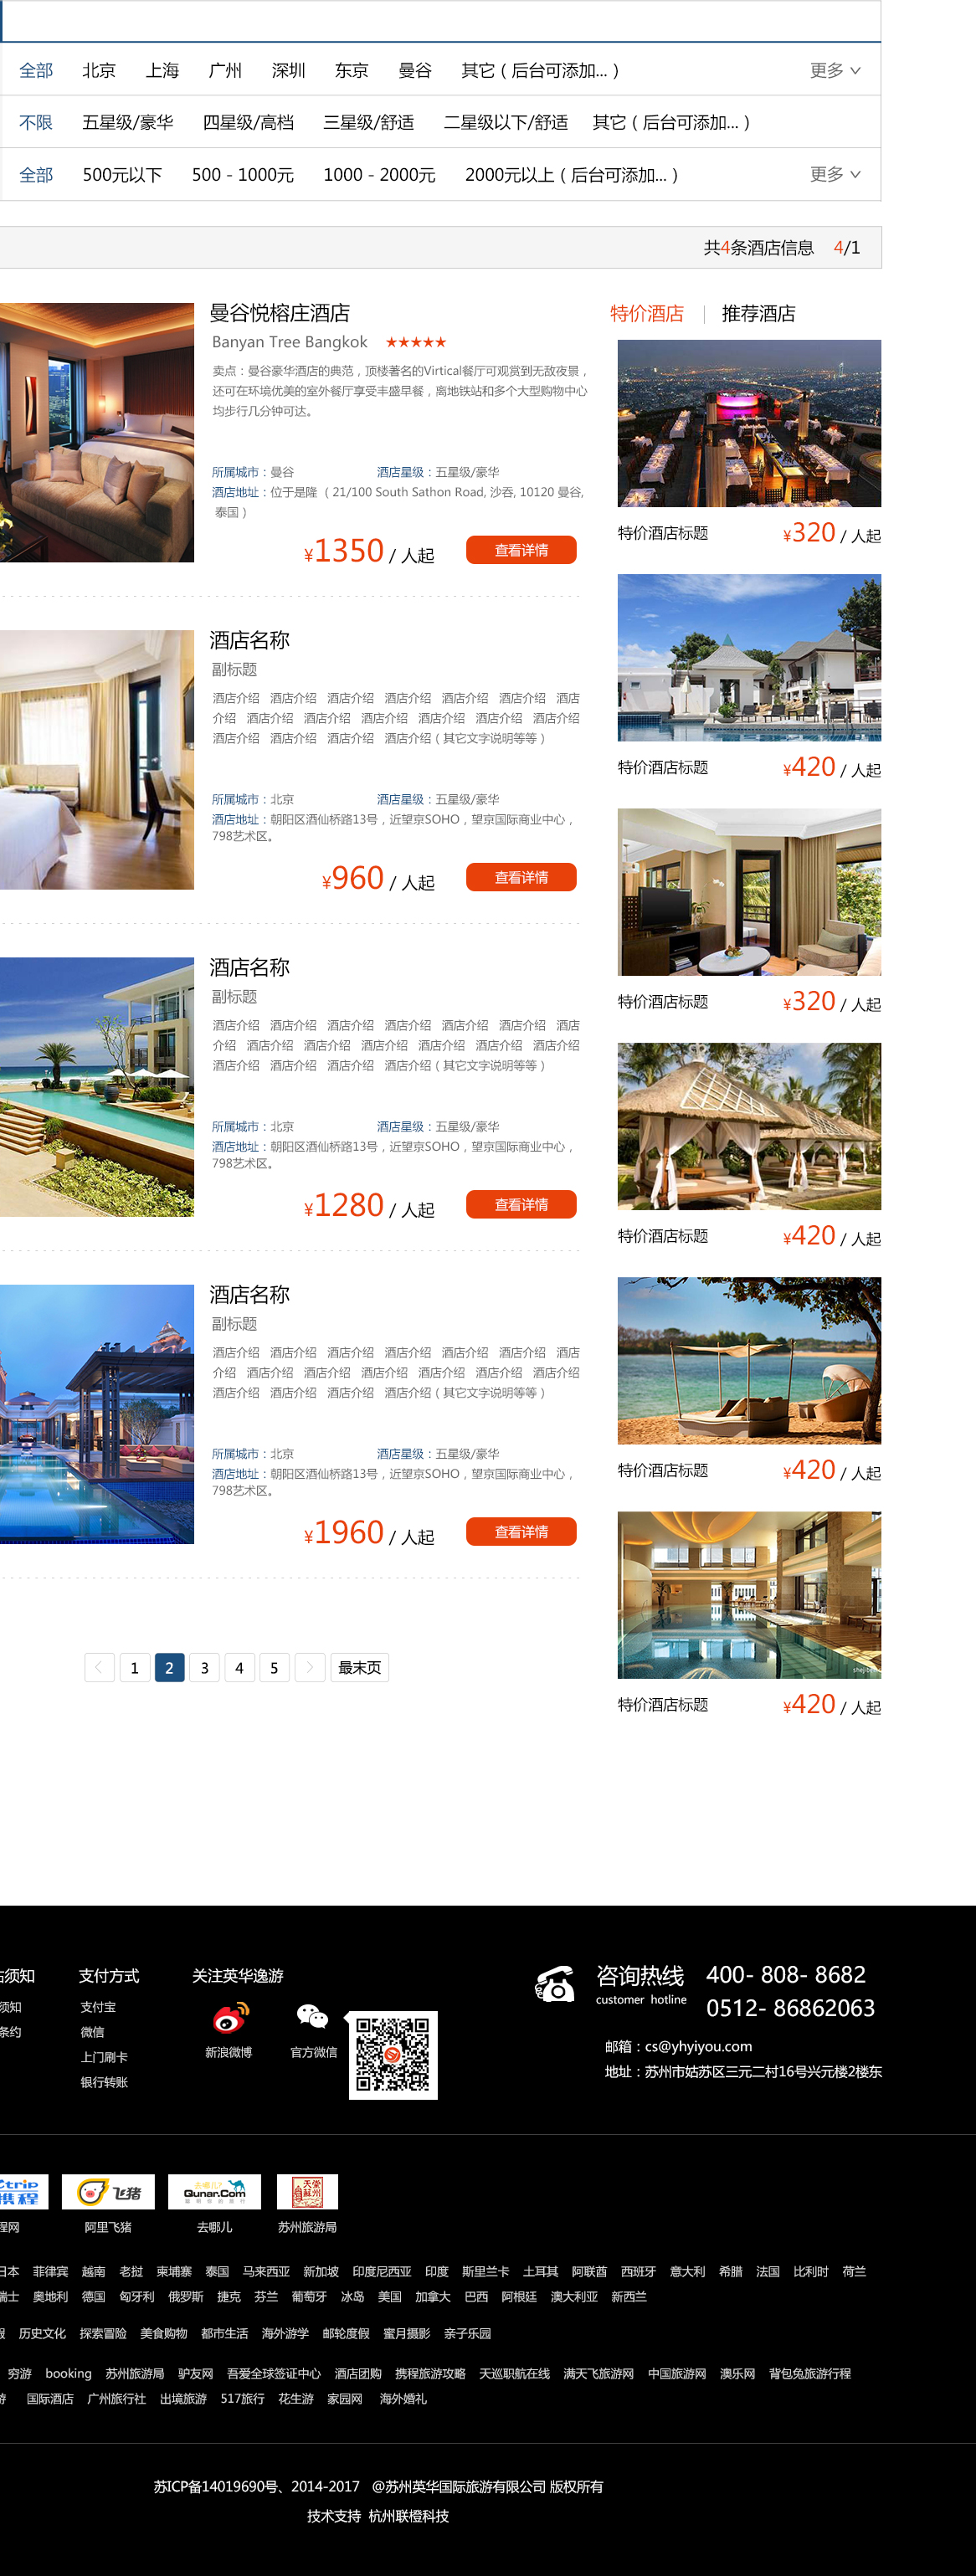 全部 北京 上海 广州 深圳 东京 曼谷 其它（后台可添加...） 更多
不限 五星级/豪华 四星级/高档 三星级/舒适 二星级以下/舒适 其它（后台可添加...）
全部 500元以下 500 - 1000元 1000 - 2000元 2000元以上（后台可添加...） 更多
共4条酒店信息 4/1
曼谷悦榕庄酒店
Banyan Tree Bangkok ★★★★★
卖点：曼谷豪华酒店的典范，顶楼著名的Virtical餐厅可观赏到无敌夜景，
还可在环境优美的室外餐厅享受丰盛早餐，离地铁站和多个大型购物中心
均步行几分钟可达。
所属城市：曼谷 酒店星级：五星级/豪华
酒店地址：位于是隆 （21/100 South Sathon Road, 沙吞, 10120 曼谷,
泰国）
¥1350 / 人起 查看详情
酒店名称
副标题
酒店介绍 酒店介绍 酒店介绍 酒店介绍 酒店介绍 酒店介绍 酒店
介绍 酒店介绍 酒店介绍 酒店介绍 酒店介绍 酒店介绍 酒店介绍
酒店介绍 酒店介绍 酒店介绍 酒店介绍（其它文字说明等等）
所属城市：北京 酒店星级：五星级/豪华
酒店地址：朝阳区酒仙桥路13号，近望京SOHO，望京国际商业中心，
798艺术区。
¥960 / 人起 查看详情
酒店名称
副标题
酒店介绍 酒店介绍 酒店介绍 酒店介绍 酒店介绍 酒店介绍 酒店
介绍 酒店介绍 酒店介绍 酒店介绍 酒店介绍 酒店介绍 酒店介绍
酒店介绍 酒店介绍 酒店介绍 酒店介绍（其它文字说明等等）
所属城市：北京 酒店星级：五星级/豪华
酒店地址：朝阳区酒仙桥路13号，近望京SOHO，望京国际商业中心，
798艺术区。
¥1280 / 人起 查看详情
酒店名称
副标题
酒店介绍 酒店介绍 酒店介绍 酒店介绍 酒店介绍 酒店介绍 酒店
介绍 酒店介绍 酒店介绍 酒店介绍 酒店介绍 酒店介绍 酒店介绍
酒店介绍 酒店介绍 酒店介绍 酒店介绍（其它文字说明等等）
所属城市：北京 酒店星级：五星级/豪华
酒店地址：朝阳区酒仙桥路13号，近望京SOHO，望京国际商业中心，
798艺术区。
¥1960 / 人起 查看详情
1 2 3 4 5 最末页
特价酒店 推荐酒店
特价酒店标题 ¥320 / 人起
特价酒店标题 ¥420 / 人起
特价酒店标题 ¥320 / 人起
特价酒店标题 ¥420 / 人起
特价酒店标题 ¥420 / 人起
特价酒店标题 ¥420 / 人起
须知 支付方式 关注英华逸游
须知 支付宝
条约 微信
上门刷卡
银行转账
新浪微博 官方微信
咨询热线 400- 808- 8682
customer hotline 0512- 86862063
邮箱：cs@yhyiyou.com
地址：苏州市姑苏区三元二村16号兴元楼2楼东
trip 携程 飞猪 去哪儿? Qunar.Com
程网 阿里飞猪 去哪儿 苏州旅游局
日本 菲律宾 越南 老挝 柬埔寨 泰国 马来西亚 新加坡 印度尼西亚 印度 斯里兰卡 土耳其 阿联酋 西班牙 意大利 希腊 法国 比利时 荷兰
瑞士 奥地利 德国 匈牙利 俄罗斯 捷克 芬兰 葡萄牙 冰岛 美国 加拿大 巴西 阿根廷 澳大利亚 新西兰
历史文化 探索冒险 美食购物 都市生活 海外游学 邮轮度假 蜜月摄影 亲子乐园
穷游 booking 苏州旅游局 驴友网 吾爱全球签证中心 酒店团购 携程旅游攻略 天巡职航在线 满天飞旅游网 中国旅游网 澳乐网 背包兔旅游行程
游 国际酒店 广州旅行社 出境旅游 517旅行 花生游 家园网 海外婚礼
苏ICP备14019690号、2014-2017 @苏州英华国际旅游有限公司 版权所有
技术支持 杭州联橙科技